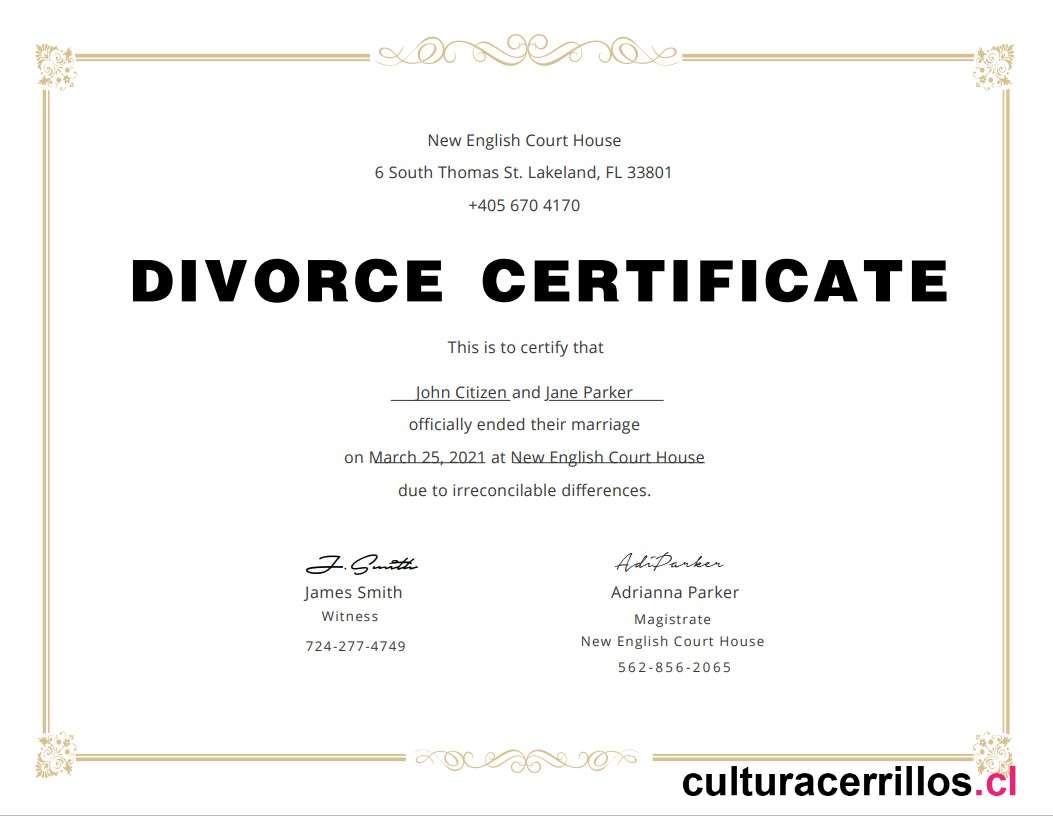 New English Court House
6 South Thomas St. Lakeland, FL 33801
+405 670 4170
DIVORCE CERTIFICATE
This is to certify that
John Citizen and Jane Parker
officially ended their marriage
on March 25, 2021 at New English Court House
due to irreconcilable differences.
J. Smith
James Smith
Witness
724-277-4749
AdiParker
Adrianna Parker
Magistrate
New English Court House
562-856-2065
culturacerrillos.cl